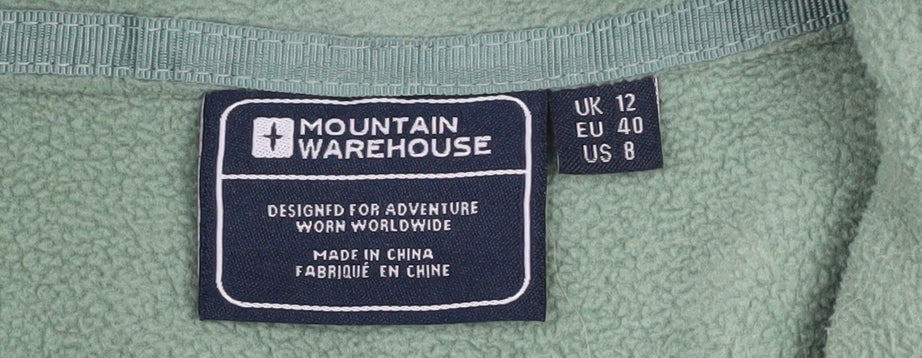 MOUNTAIN
WAREHOUSE
DESIGNED FOR ADVENTURE
WORN WORLDWIDE
MADE IN CHINA
FABRIQUÉ EN CHINE
UK 12
EU 40
US 8